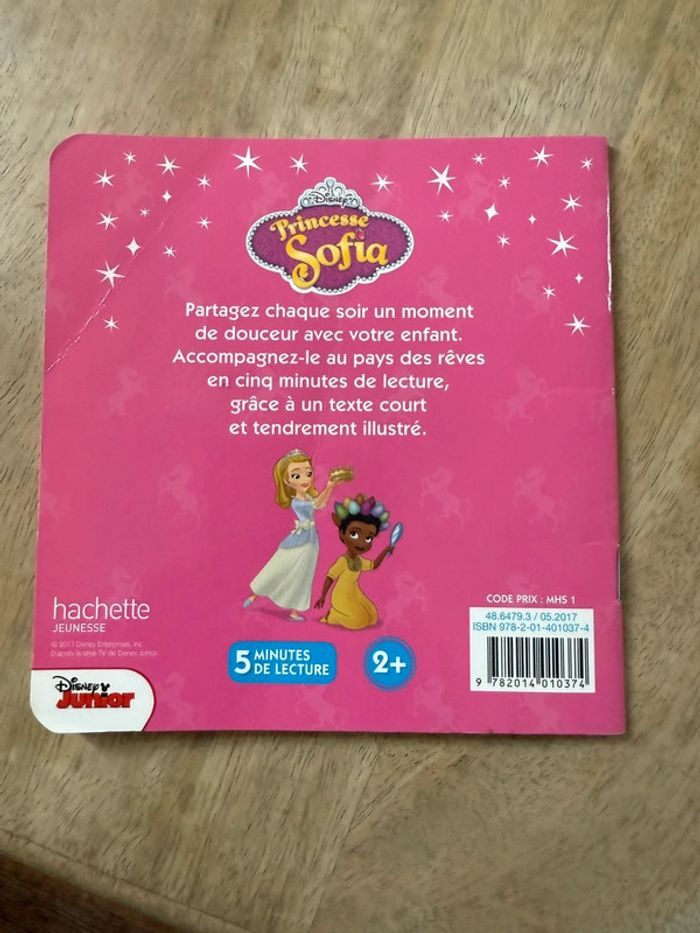 Disney
Princesse
Sofia
Partagez chaque soir un moment
de douceur avec votre enfant.
Accompagnez-le au pays des rêves
en cinq minutes de lecture,
grâce à un texte court
et tendrement illustré.
hachette
JEUNESSE
© 2017 Disney Enterprises, Inc.
D'après la série TV de Disney Junior.
Disney
Junior
5 MINUTES
DE LECTURE
2+
CODE PRIX : MHS 1
48.6479.3 / 05.2017
ISBN 978-2-01-401037-4
9 782014 010374